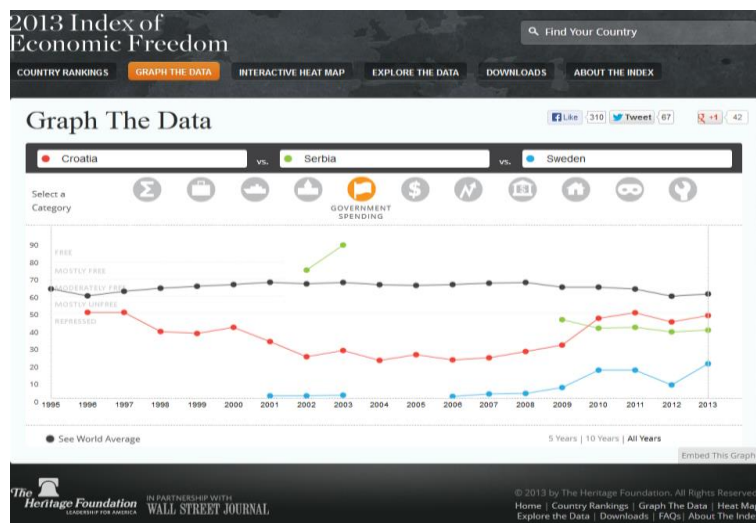 2013 Index of
Economic Freedom
Find Your Country
COUNTRY RANKINGS GRAPH THE DATA INTERACTIVE HEAT MAP EXPLORE THE DATA DOWNLOADS ABOUT THE INDEX
Graph The Data
Like 310 Tweet 67 +1 42
Croatia vs. Serbia vs. Sweden
Select a
Category
GOVERNMENT
SPENDING
90
FREE
80
MOSTLY FREE
70
MODERATELY FREE
60
MOSTLY UNFREE
50
REPRESSED
40
30
20
10
0
1995 1996 1997 1998 1999 2000 2001 2002 2003 2004 2005 2006 2007 2008 2009 2010 2011 2012 2013
See World Average
5 Years | 10 Years | All Years
Embed This Graph
The
Heritage Foundation
LEADERSHIP FOR AMERICA
IN PARTNERSHIP WITH
WALL STREET JOURNAL
© 2013 by The Heritage Foundation. All Rights Reserved
Home | Country Rankings | Graph The Data | Heat Map
Explore the Data | Downloads | FAQs | About The Inde